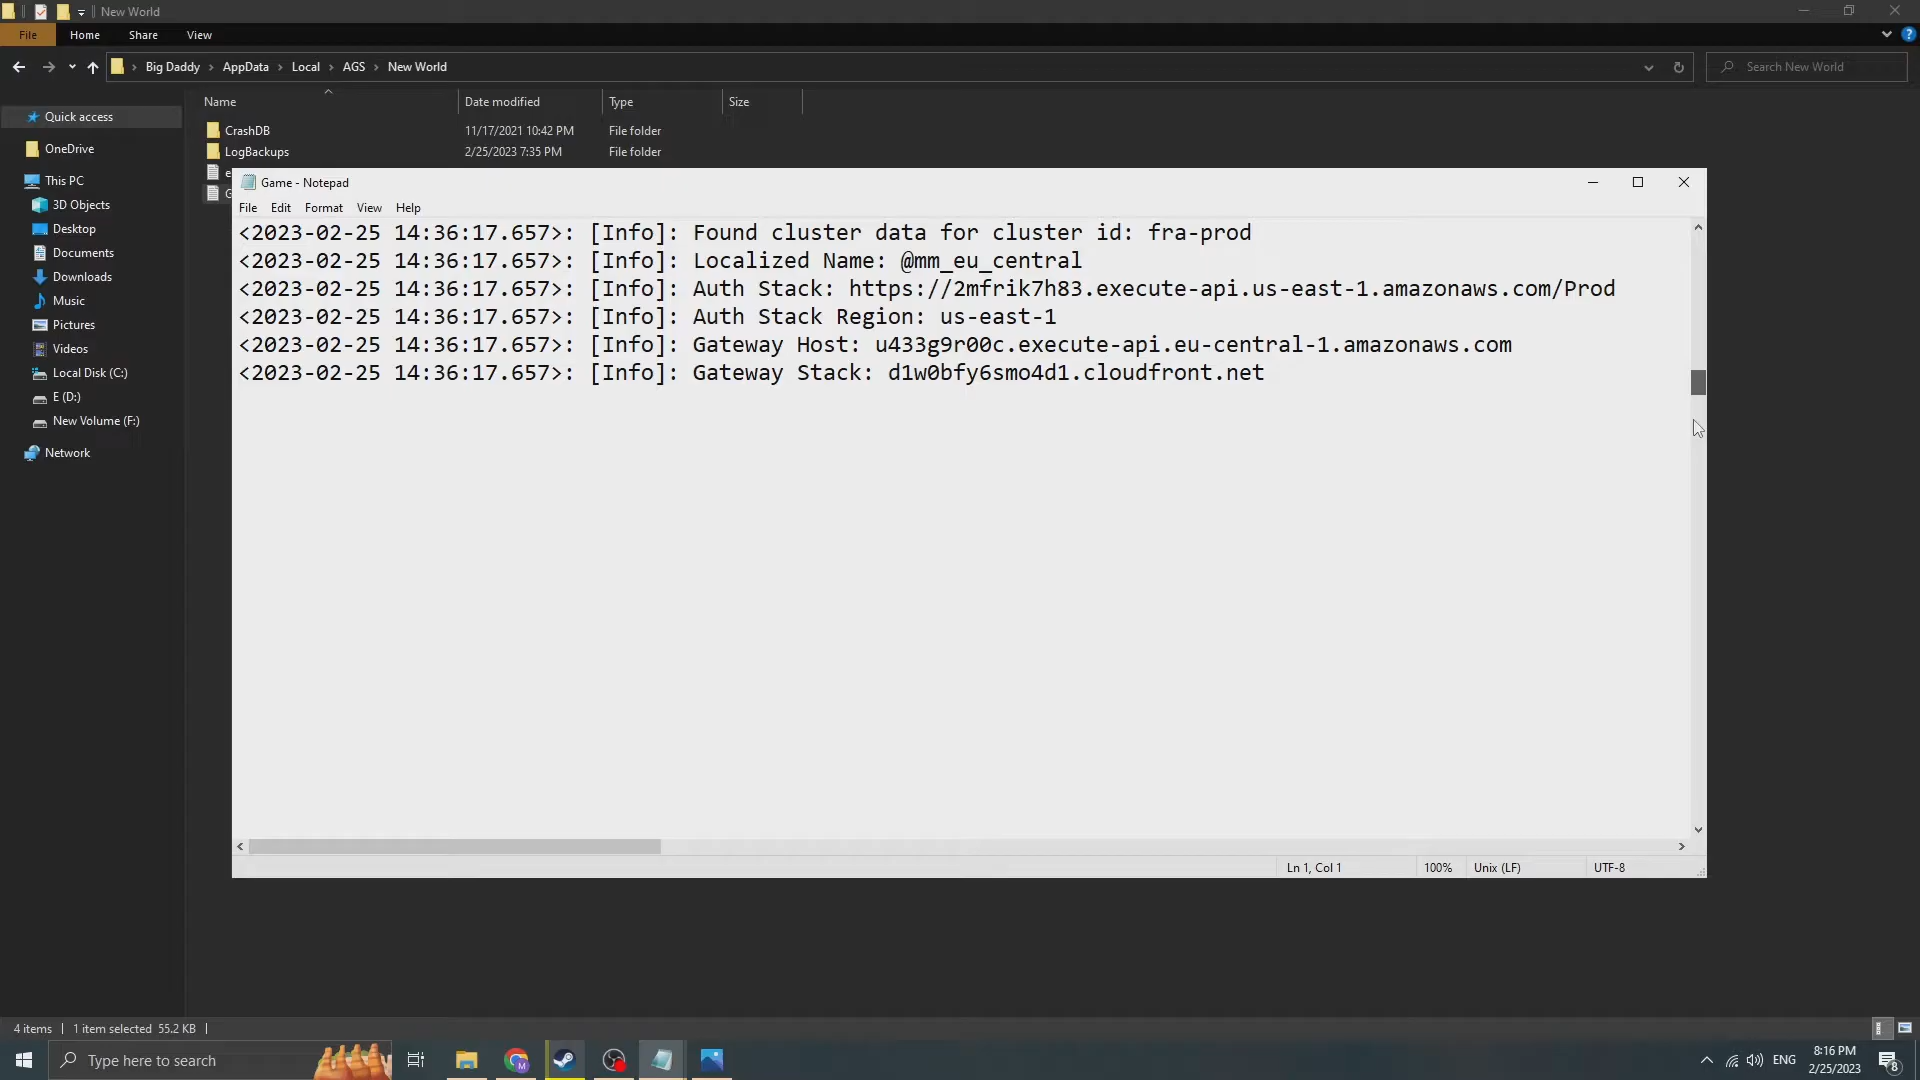 New World
File Home Share View
Big Daddy > AppData > Local > AGS > New World
Search New World
Name Date modified Type Size
Quick access
OneDrive
This PC
3D Objects
Desktop
Documents
Downloads
Music
Pictures
Videos
Local Disk (C:)
E (D:)
New Volume (F:)
Network
CrashDB 11/17/2021 10:42 PM File folder
LogBackups 2/25/2023 7:35 PM File folder
Game - Notepad
File Edit Format View Help
<2023-02-25 14:36:17.657>: [Info]: Found cluster data for cluster id: fra-prod
<2023-02-25 14:36:17.657>: [Info]: Localized Name: @mm_eu_central
<2023-02-25 14:36:17.657>: [Info]: Auth Stack: https://2mfrik7h83.execute-api.us-east-1.amazonaws.com/Prod
<2023-02-25 14:36:17.657>: [Info]: Auth Stack Region: us-east-1
<2023-02-25 14:36:17.657>: [Info]: Gateway Host: u433g9r00c.execute-api.eu-central-1.amazonaws.com
<2023-02-25 14:36:17.657>: [Info]: Gateway Stack: d1w0bfy6smo4d1.cloudfront.net
Ln 1, Col 1 100% Unix (LF) UTF-8
4 items 1 item selected 55.2 KB
Type here to search
ENG
8:16 PM
2/25/2023
8